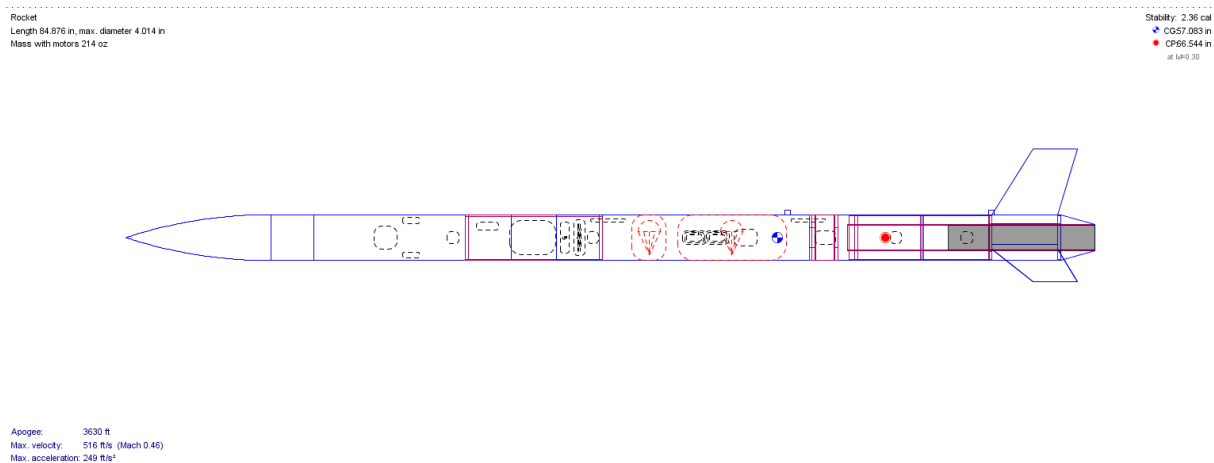 Rocket
Length 84.876 in, max. diameter 4.014 in
Mass with motors 214 oz
Stability: 2.36 cal
CG:57.083 in
CP:66.544 in
at M=0.30
Apogee: 3630 ft
Max. velocity: 516 ft/s (Mach 0.46)
Max. acceleration: 249 ft/s²